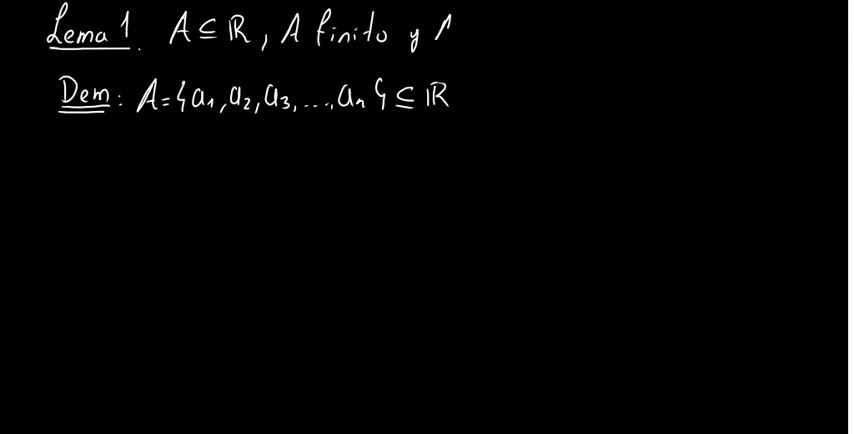 Lema 1. A ⊆ ℝ, A finito y
Dem: A = {a₁, a₂, a₃, ..., aₙ} ⊆ ℝ